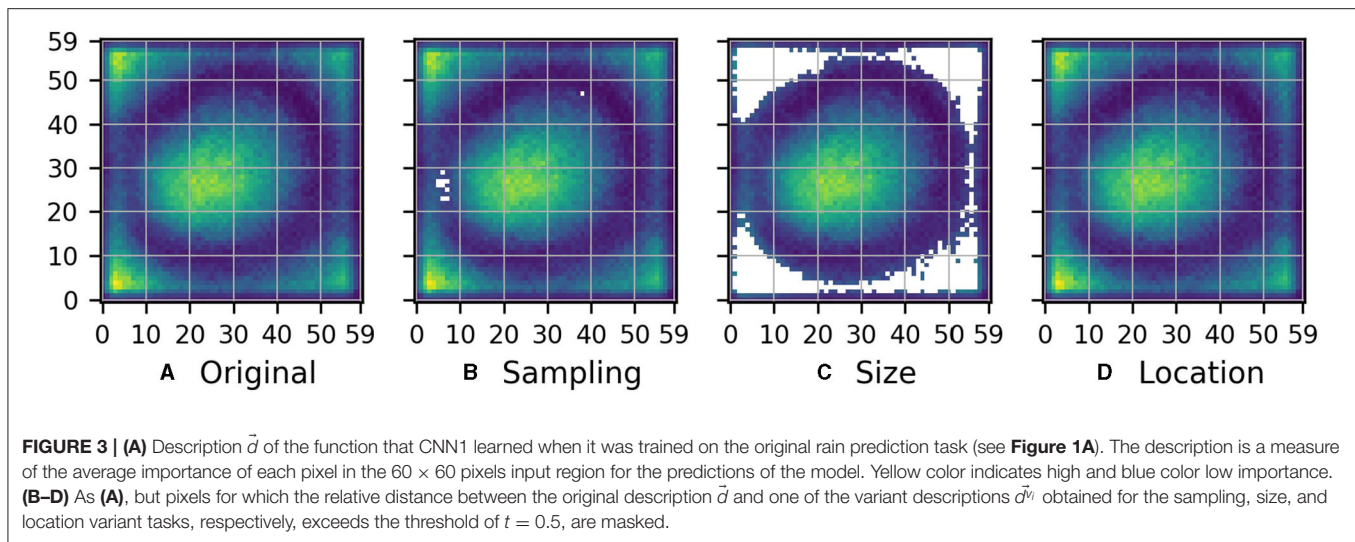 59
50
40
30
20
10
0
0 10 20 30 40 50 59
0 10 20 30 40 50 59
0 10 20 30 40 50 59
0 10 20 30 40 50 59
A Original
B Sampling
C Size
D Location
FIGURE 3 | (A) Description d⃗ of the function that CNN1 learned when it was trained on the original rain prediction task (see Figure 1A). The description is a measure
of the average importance of each pixel in the 60 × 60 pixels input region for the predictions of the model. Yellow color indicates high and blue color low importance.
(B–D) As (A), but pixels for which the relative distance between the original description d⃗ and one of the variant descriptions d⃗^{v_i} obtained for the sampling, size, and
location variant tasks, respectively, exceeds the threshold of t = 0.5, are masked.